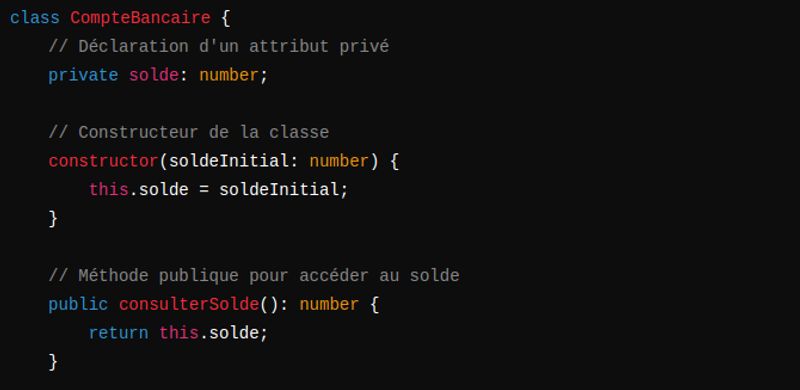 class CompteBancaire {
    // Déclaration d'un attribut privé
    private solde: number;

    // Constructeur de la classe
    constructor(soldeInitial: number) {
        this.solde = soldeInitial;
    }

    // Méthode publique pour accéder au solde
    public consulterSolde(): number {
        return this.solde;
    }